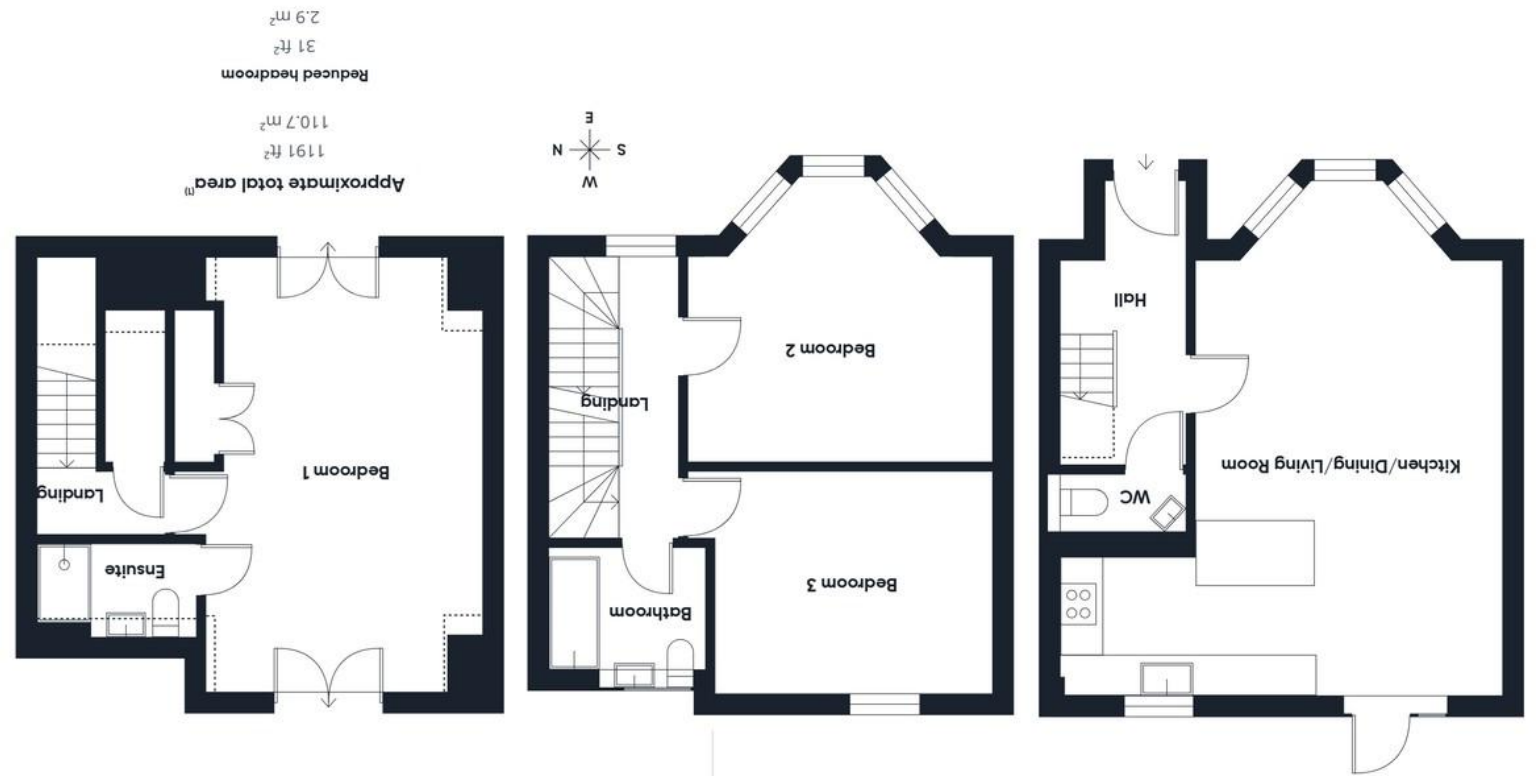 Kitchen/Dining/Living Room
WC
Hall
Bedroom 3
Bathroom
Landing
Bedroom 2
W
S
N
E
Ensuite
Landing
Bedroom 1
Approximate total area(1)
1191 ft²
110.7 m²
Reduced headroom
31 ft²
2.9 m²